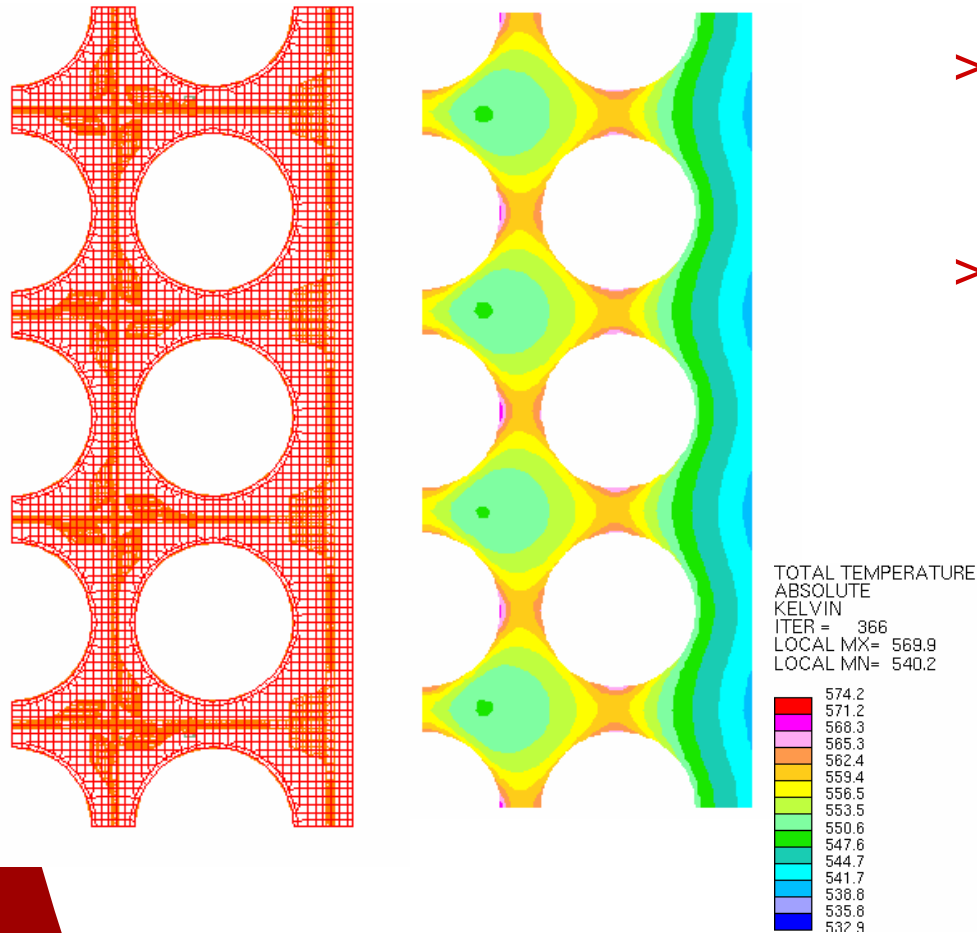 >
>
TOTAL TEMPERATURE
ABSOLUTE
KELVIN
ITER = 366
LOCAL MX= 569.9
LOCAL MN= 540.2
574.2
571.2
568.3
565.3
562.4
559.4
556.5
553.5
550.6
547.6
544.7
541.7
538.8
535.8
532.9